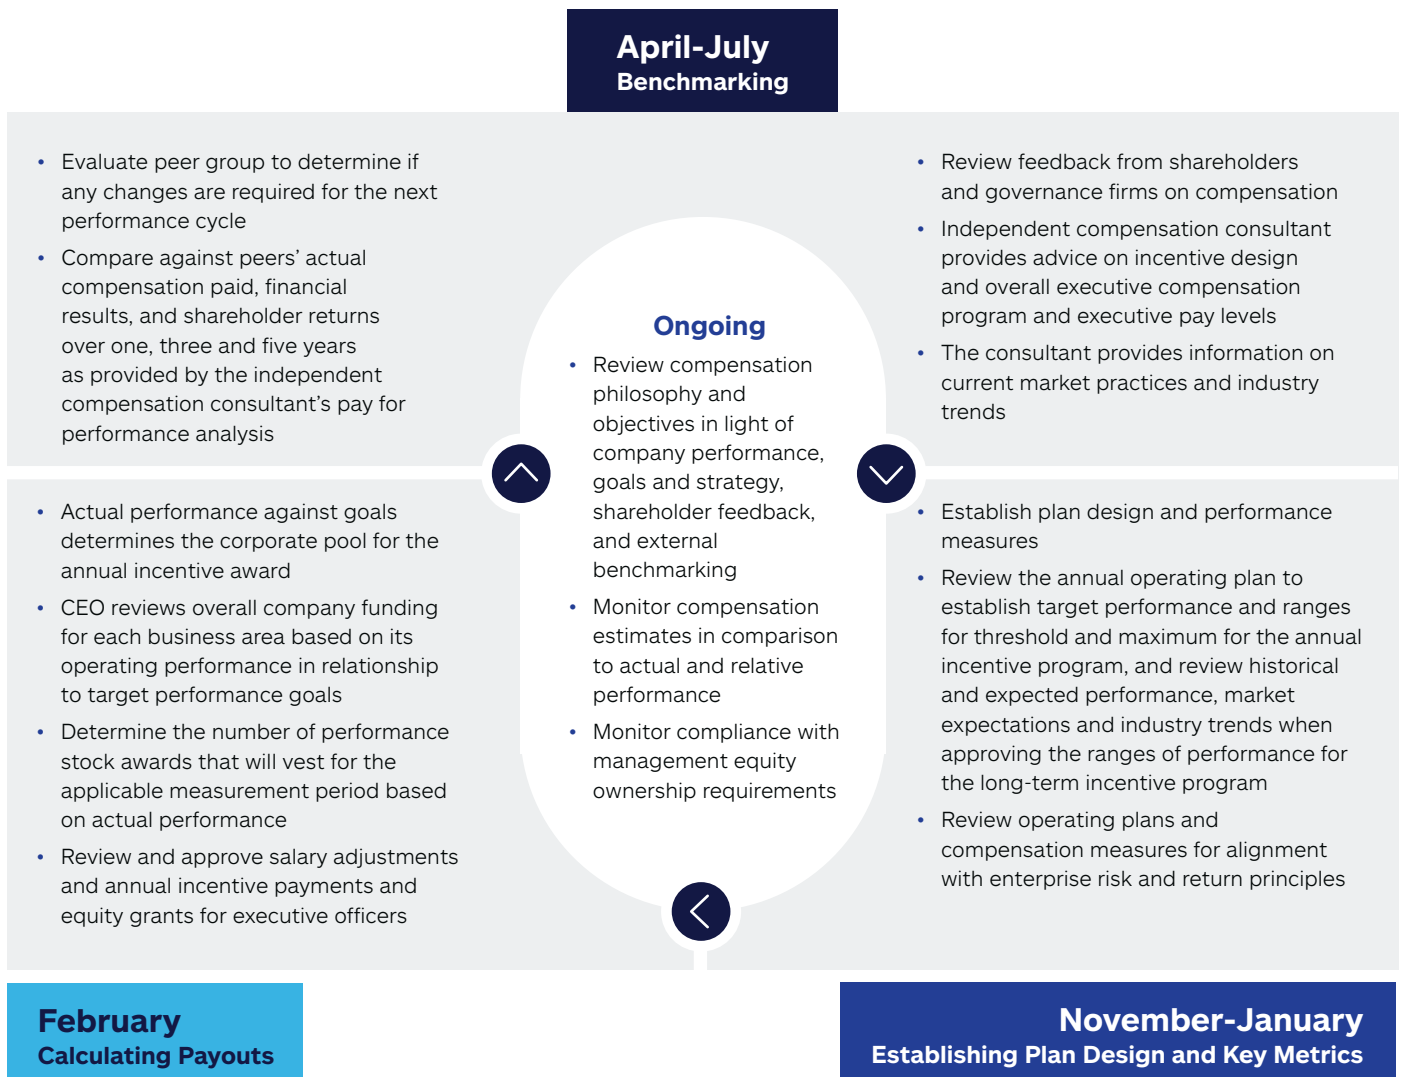 April-July
Benchmarking
• Evaluate peer group to determine if
any changes are required for the next
performance cycle
• Compare against peers’ actual
compensation paid, financial
results, and shareholder returns
over one, three and five years
as provided by the independent
compensation consultant’s pay for
performance analysis
• Review feedback from shareholders
and governance firms on compensation
• Independent compensation consultant
provides advice on incentive design
and overall executive compensation
program and executive pay levels
• The consultant provides information on
current market practices and industry
trends
Ongoing
• Review compensation
philosophy and
objectives in light of
company performance,
goals and strategy,
shareholder feedback,
and external
benchmarking
• Monitor compensation
estimates in comparison
to actual and relative
performance
• Monitor compliance with
management equity
ownership requirements
• Actual performance against goals
determines the corporate pool for the
annual incentive award
• CEO reviews overall company funding
for each business area based on its
operating performance in relationship
to target performance goals
• Determine the number of performance
stock awards that will vest for the
applicable measurement period based
on actual performance
• Review and approve salary adjustments
and annual incentive payments and
equity grants for executive officers
• Establish plan design and performance
measures
• Review the annual operating plan to
establish target performance and ranges
for threshold and maximum for the annual
incentive program, and review historical
and expected performance, market
expectations and industry trends when
approving the ranges of performance for
the long-term incentive program
• Review operating plans and
compensation measures for alignment
with enterprise risk and return principles
February
Calculating Payouts
November-January
Establishing Plan Design and Key Metrics